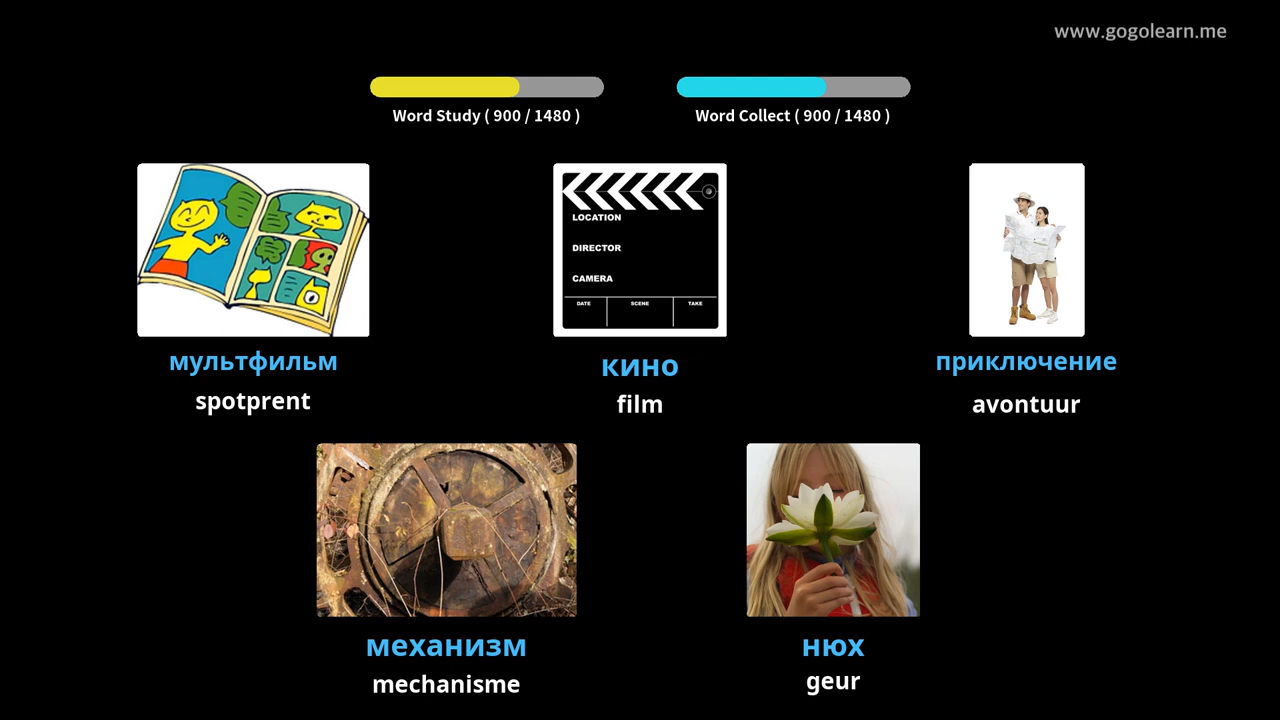 www.gogolearn.me
Word Study ( 900 / 1480 )
Word Collect ( 900 / 1480 )
LOCATION
DIRECTOR
CAMERA
DATE SCENE TAKE
мультфильм
spotprent
кино
film
приключение
avontuur
механизм
mechanisme
нюх
geur